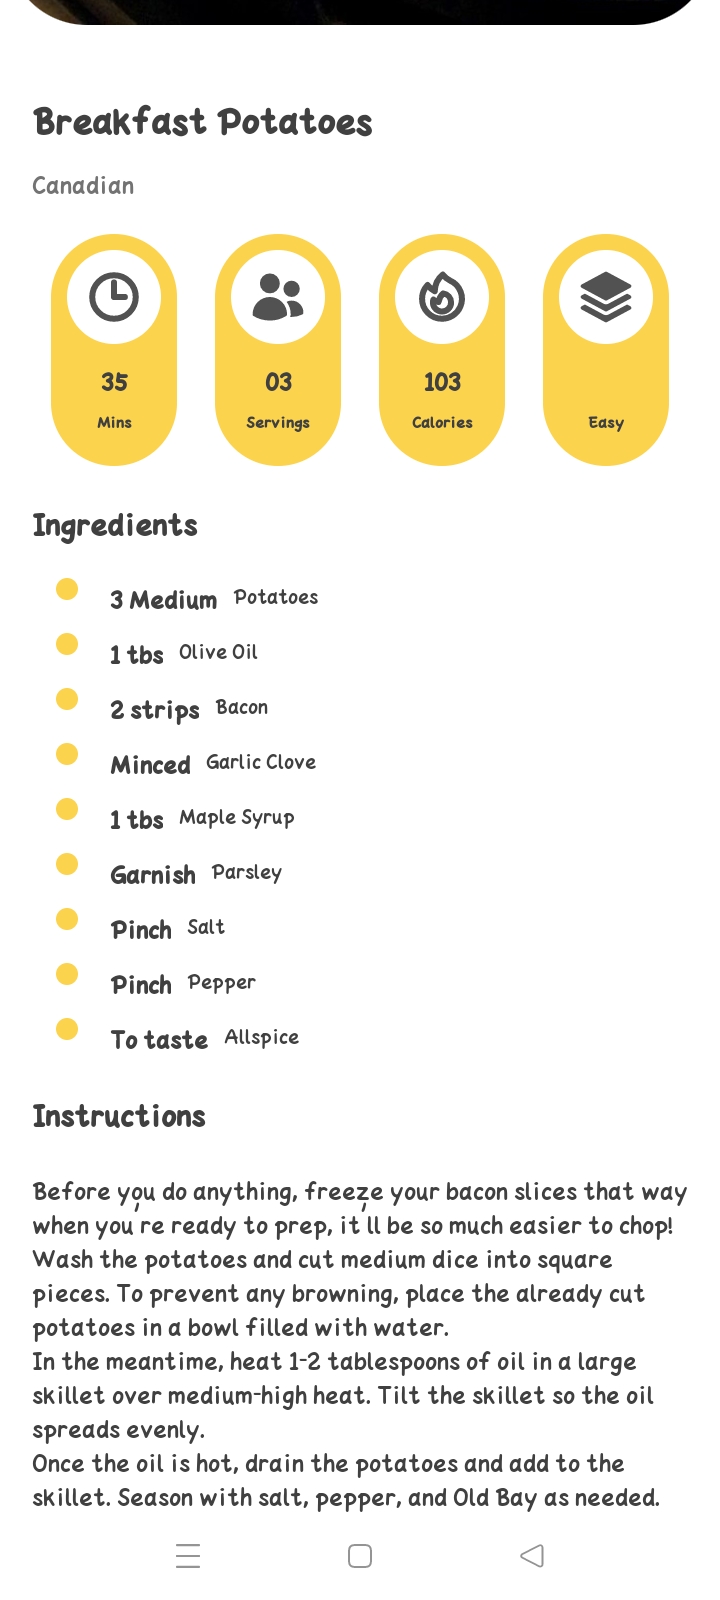 Breakfast Potatoes
Canadian
35
Mins
03
Servings
103
Calories
Easy
Ingredients
3 Medium Potatoes
1 tbs Olive Oil
2 strips Bacon
Minced Garlic Clove
1 tbs Maple Syrup
Garnish Parsley
Pinch Salt
Pinch Pepper
To taste Allspice
Instructions
Before you do anything, freeze your bacon slices that way
when you're ready to prep, it'll be so much easier to chop!
Wash the potatoes and cut medium dice into square
pieces. To prevent any browning, place the already cut
potatoes in a bowl filled with water.
In the meantime, heat 1-2 tablespoons of oil in a large
skillet over medium-high heat. Tilt the skillet so the oil
spreads evenly.
Once the oil is hot, drain the potatoes and add to the
skillet. Season with salt, pepper, and Old Bay as needed.